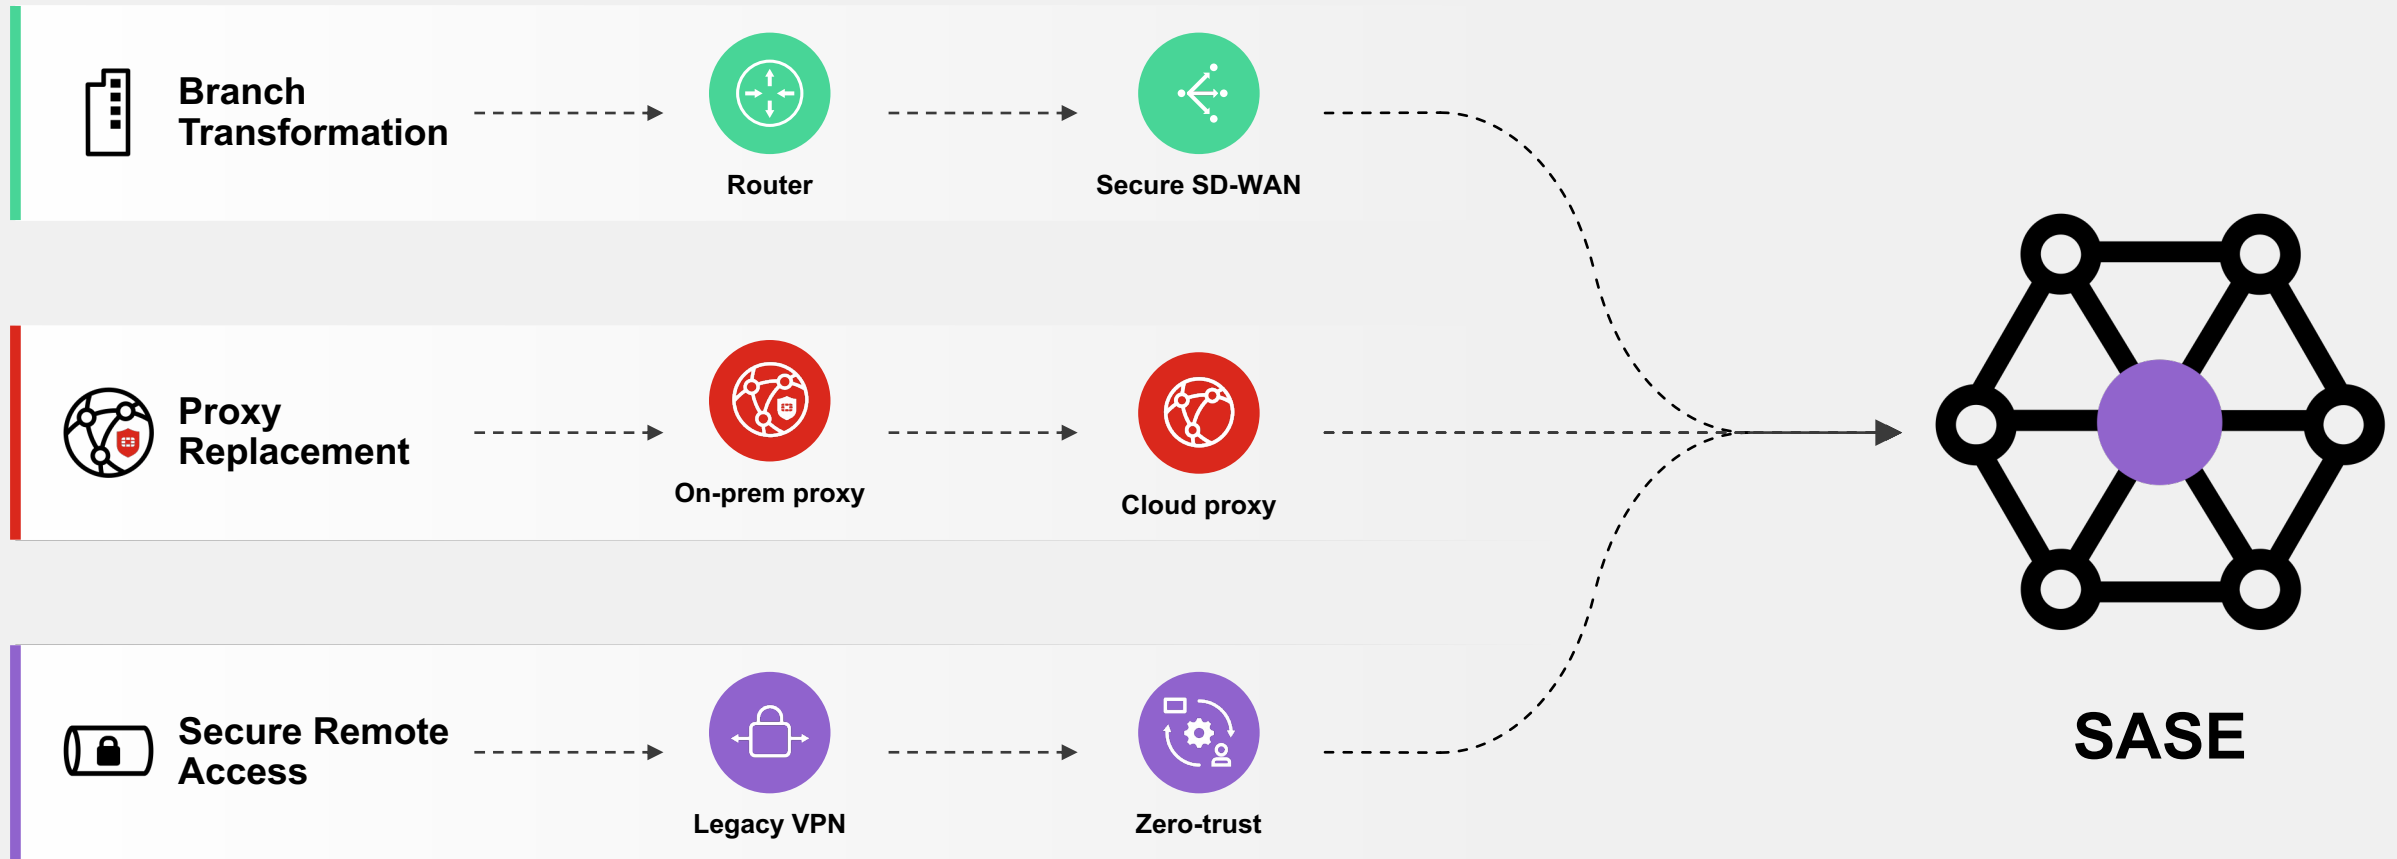 Branch
Transformation
Router
Secure SD-WAN
Proxy
Replacement
On-prem proxy
Cloud proxy
Secure Remote
Access
Legacy VPN
Zero-trust
SASE